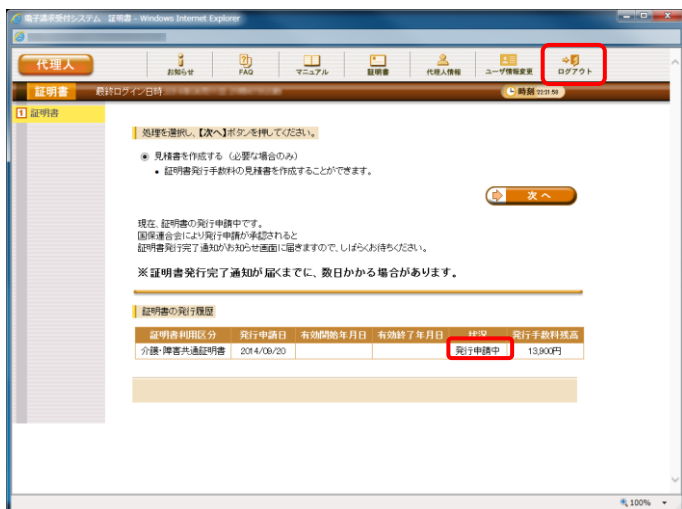 電子請求受付システム 証明書 - Windows Internet Explorer
代理人
お知らせ
FAQ
マニュアル
証明書
代理人情報
ユーザ情報変更
ログアウト
証明書 最終ログイン日時
時刻
1 証明書
処理を選択し、【次へ】ボタンを押してください。
見積書を作成する (必要な場合のみ)
• 証明書発行手数料の見積書を作成することができます。
次へ
現在、証明書の発行申請中です。
国保連合会により発行申請が承認されると
証明書発行完了通知がお知らせ画面に届きますので、しばらくお待ちください。
※証明書発行完了通知が届くまでに、数日かかる場合があります。
証明書の発行履歴
証明書利用区分 発行申請日 有効開始年月日 有効終了年月日 状況 発行手数料残高
介護・障害共通証明書 2014/09/20 発行申請中 13,900円
100%